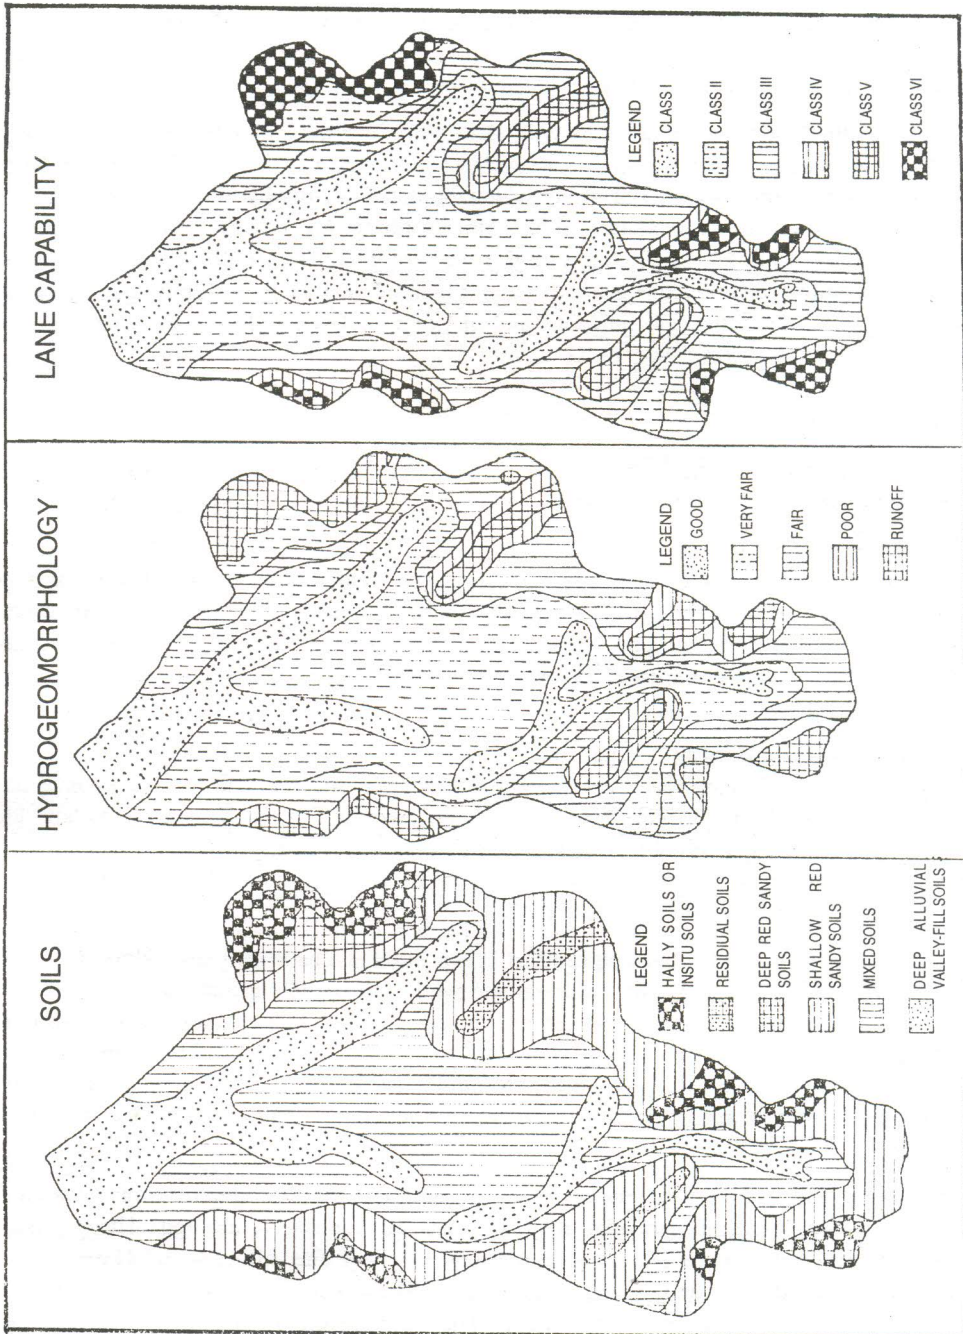 SOILS
LEGEND
HALLY SOILS OR
INSITU SOILS
RESIDIUAL SOILS
DEEP RED SANDY
SOILS
SHALLOW RED
SANDY SOILS
MIXED SOILS
DEEP ALLUVIAL
VALLEY-FILL SOILS
HYDROGEOMORPHOLOGY
LEGEND
GOOD
VERY FAIR
FAIR
POOR
RUNOFF
LANE CAPABILITY
LEGEND
CLASS I
CLASS II
CLASS III
CLASS IV
CLASS V
CLASS VI